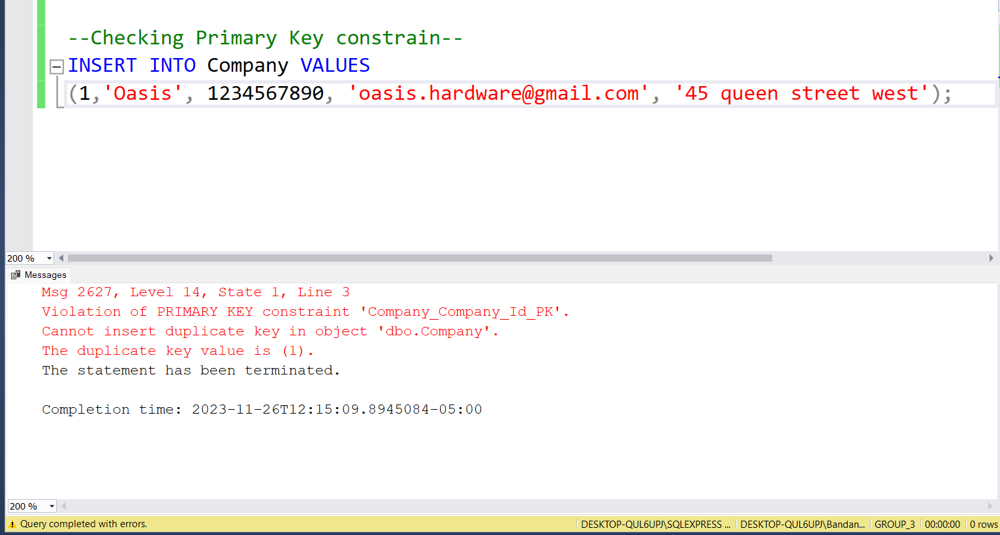 --Checking Primary Key constrain--
INSERT INTO Company VALUES
(1,'Oasis', 1234567890, 'oasis.hardware@gmail.com', '45 queen street west');
200 %
Messages
Msg 2627, Level 14, State 1, Line 3
Violation of PRIMARY KEY constraint 'Company_Company_Id_PK'.
Cannot insert duplicate key in object 'dbo.Company'.
The duplicate key value is (1).
The statement has been terminated.
Completion time: 2023-11-26T12:15:09.8945084-05:00
200 %
Query completed with errors. DESKTOP-QUL6UPJ\SQLEXPRESS ... DESKTOP-QUL6UPJ\Bandan... GROUP_3 00:00:00 0 rows